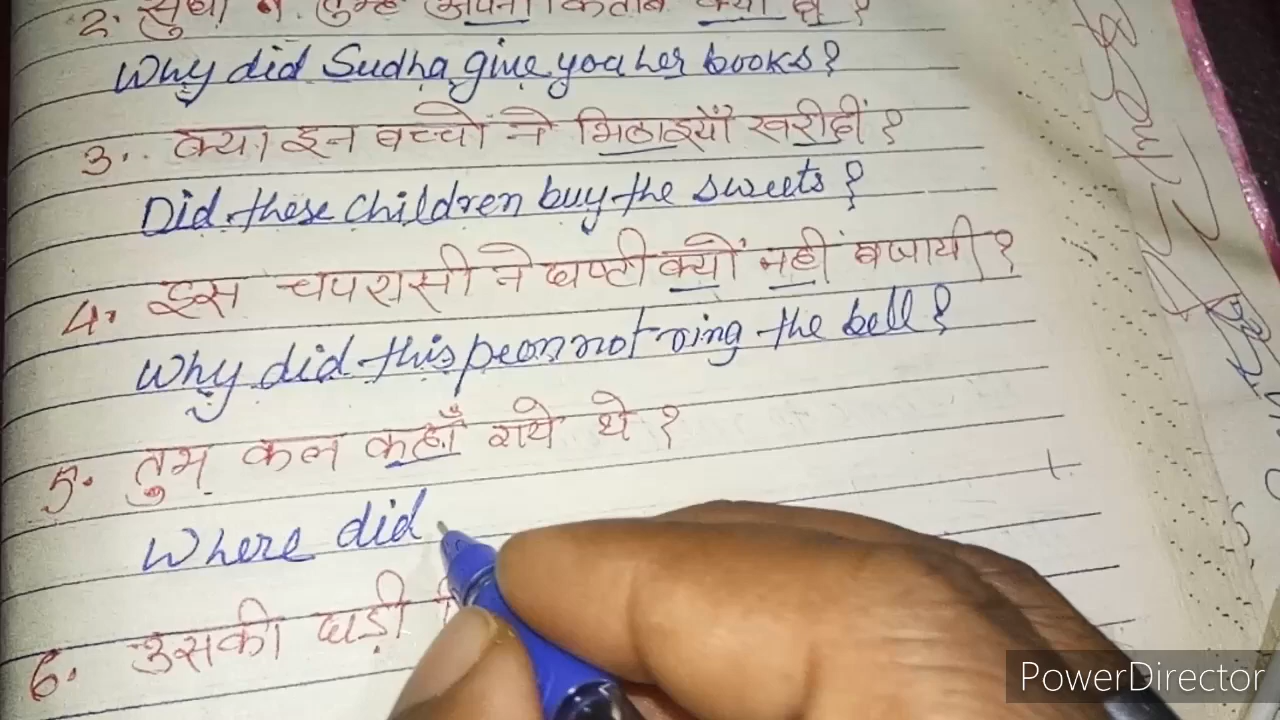 2. सुधा ने तुम्हें अपनी किताबें क्यों दी ?
Why did Sudha give you her books?
3. क्या इन बच्चों ने मिठाइयाँ खरीदीं ?
Did these children buy the sweets ?
4. इस चपरासी ने घण्टी क्यों नहीं बजायी ?
Why did this peon not ring the bell ?
5. तुम कल कहाँ गये थे ?
Where did
6. उसकी घड़ी
PowerDirector